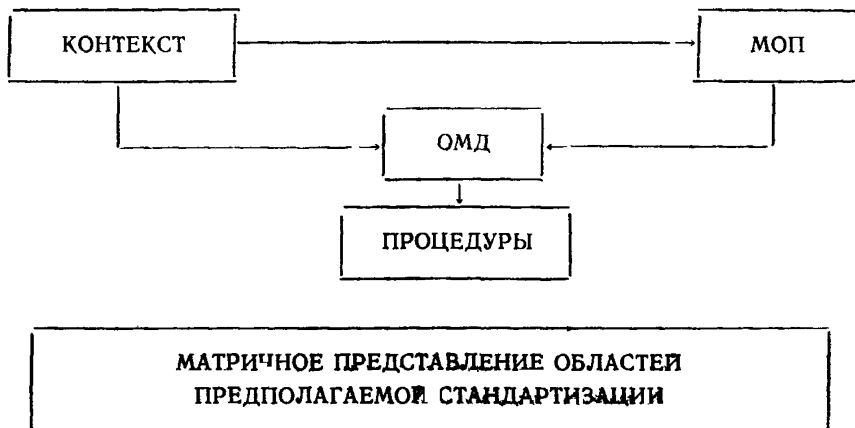 КОНТЕКСТ
МОП
ОМД
ПРОЦЕДУРЫ
МАТРИЧНОЕ ПРЕДСТАВЛЕНИЕ ОБЛАСТЕЙ
ПРЕДПОЛАГАЕМОЙ СТАНДАРТИЗАЦИИ